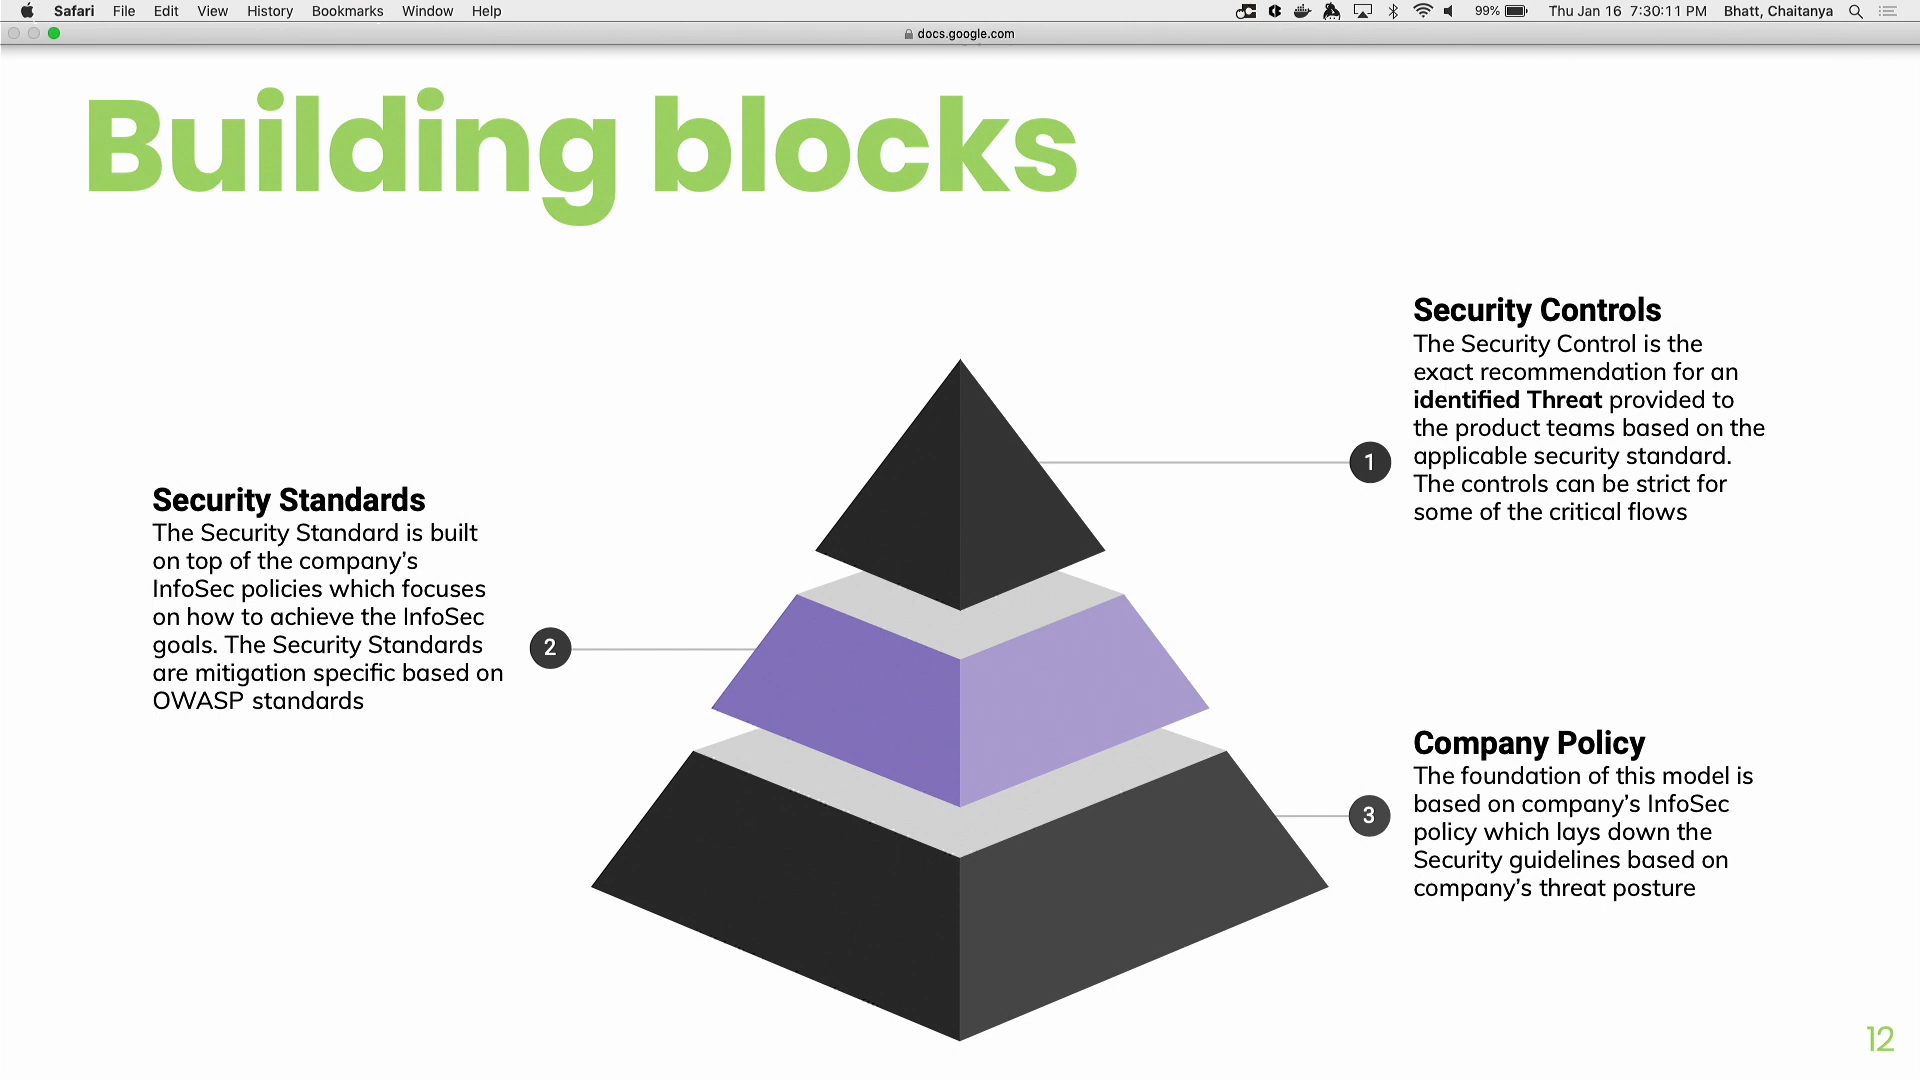 Safari File Edit View History Bookmarks Window Help 99% Thu Jan 16 7:30:11 PM Bhatt, Chaitanya
docs.google.com
Building blocks
Security Controls
The Security Control is the
exact recommendation for an
identified Threat provided to
the product teams based on the
applicable security standard.
The controls can be strict for
some of the critical flows
1
Security Standards
The Security Standard is built
on top of the company's
InfoSec policies which focuses
on how to achieve the InfoSec
goals. The Security Standards
are mitigation specific based on
OWASP standards
2
Company Policy
The foundation of this model is
based on company's InfoSec
policy which lays down the
Security guidelines based on
company's threat posture
3
12